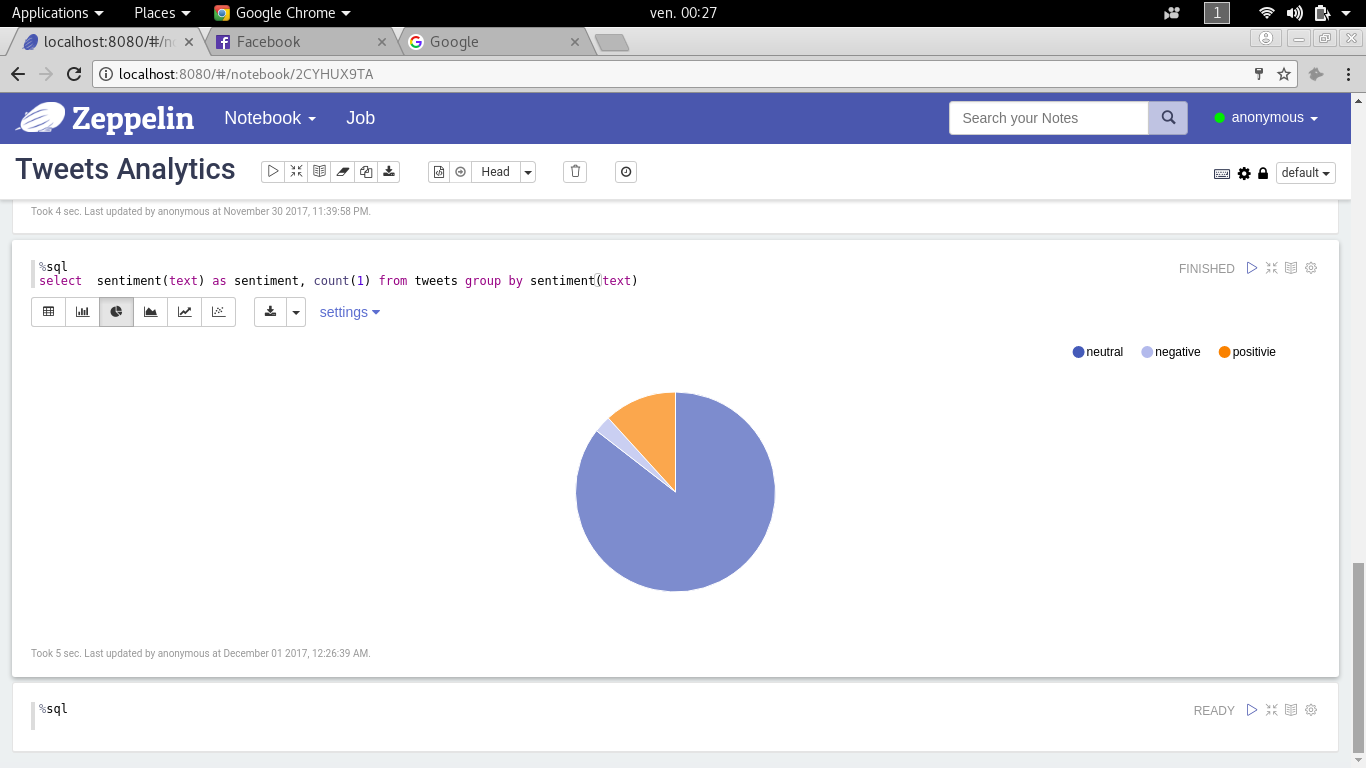 Applications Places Google Chrome ven. 00:27 1
localhost:8080/#/no Facebook Google
localhost:8080/#/notebook/2CYHUX9TA
Zeppelin Notebook Job Search your Notes anonymous
Tweets Analytics Head default
Took 4 sec. Last updated by anonymous at November 30 2017, 11:39:58 PM.
%sql
FINISHED
select  sentiment(text) as sentiment, count(1) from tweets group by sentiment(text)
settings
neutral negative positivie
Took 5 sec. Last updated by anonymous at December 01 2017, 12:26:39 AM.
%sql
READY